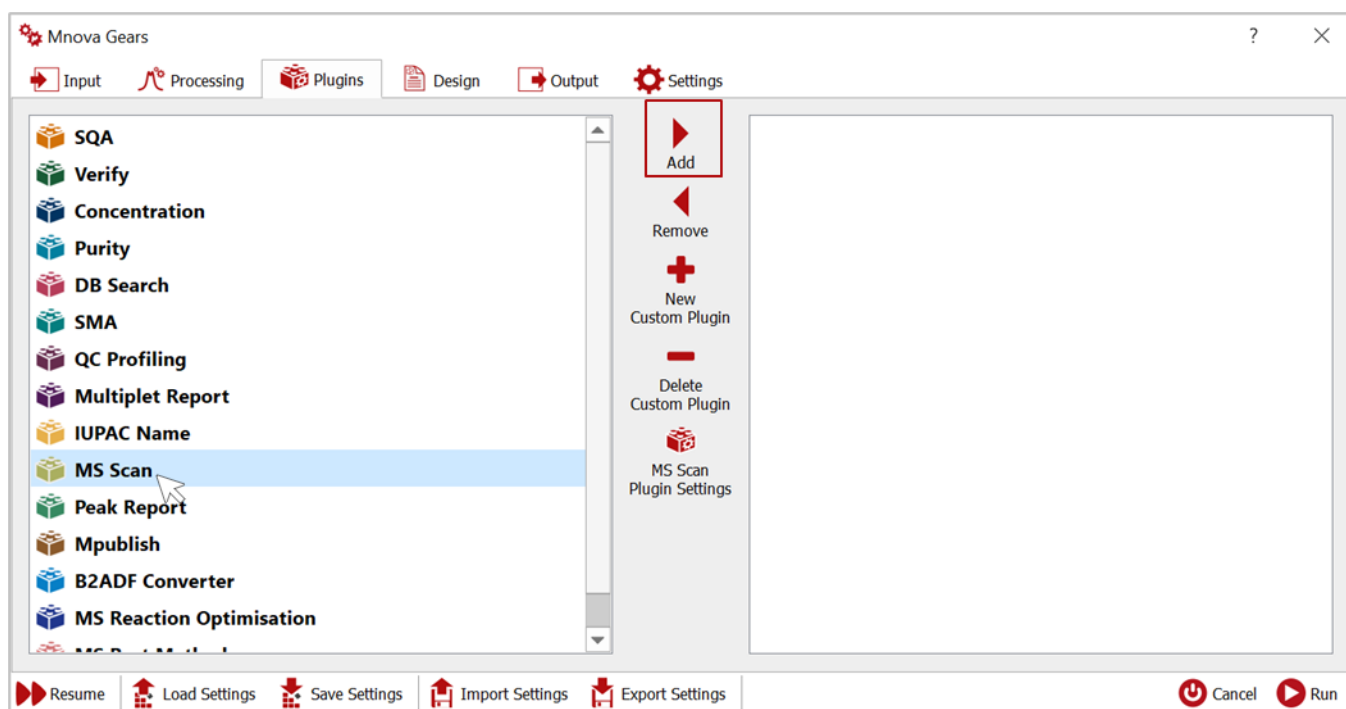 Mnova Gears
?
Input Processing Plugins Design Output Settings
SQA
Verify
Concentration
Purity
DB Search
SMA
QC Profiling
Multiplet Report
IUPAC Name
MS Scan
Peak Report
Mpublish
B2ADF Converter
MS Reaction Optimisation
Add
Remove
New
Custom Plugin
Delete
Custom Plugin
MS Scan
Plugin Settings
Resume Load Settings Save Settings Import Settings Export Settings Cancel Run